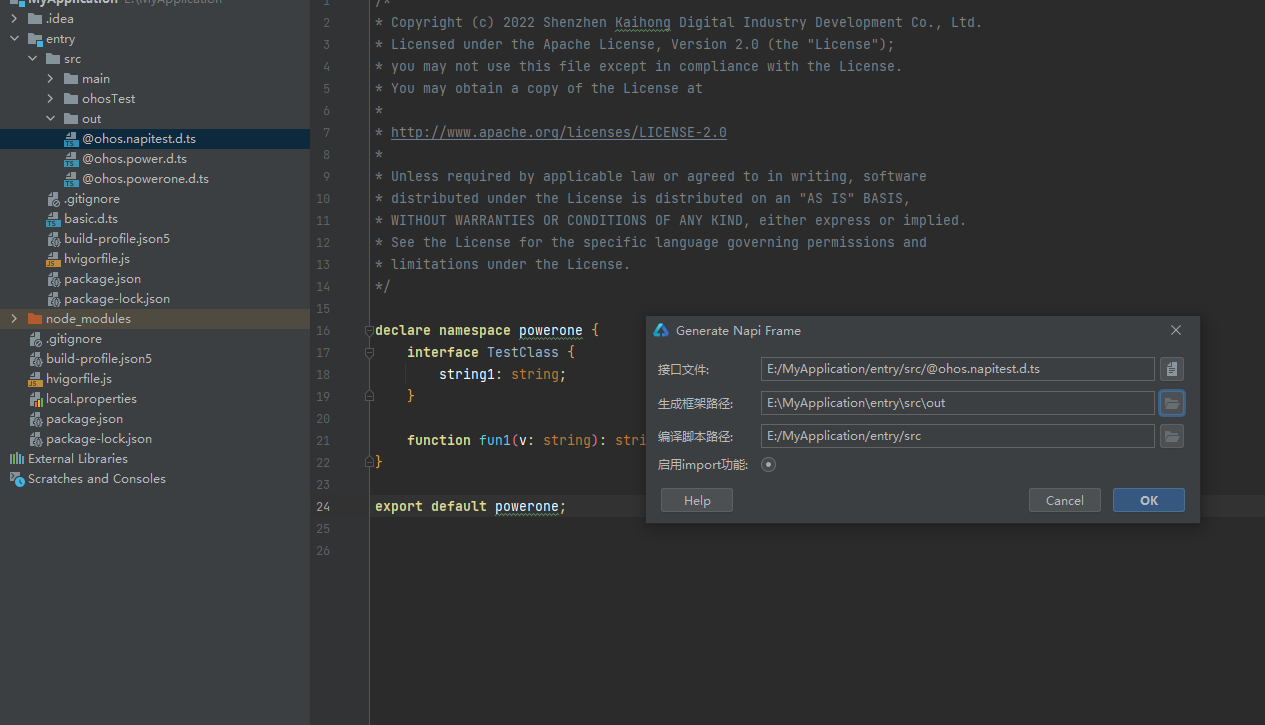 MyApplication E:\MyApplication
.idea
entry
src
main
ohosTest
out
@ohos.napitest.d.ts
@ohos.power.d.ts
@ohos.powerone.d.ts
.gitignore
basic.d.ts
build-profile.json5
hvigorfile.js
package.json
package-lock.json
node_modules
.gitignore
build-profile.json5
hvigorfile.js
local.properties
package.json
package-lock.json
External Libraries
Scratches and Consoles
1 /*
2 * Copyright (c) 2022 Shenzhen Kaihong Digital Industry Development Co., Ltd.
3 * Licensed under the Apache License, Version 2.0 (the "License");
4 * you may not use this file except in compliance with the License.
5 * You may obtain a copy of the License at
6 *
7 * http://www.apache.org/licenses/LICENSE-2.0
8 *
9 * Unless required by applicable law or agreed to in writing, software
10 * distributed under the License is distributed on an "AS IS" BASIS,
11 * WITHOUT WARRANTIES OR CONDITIONS OF ANY KIND, either express or implied.
12 * See the License for the specific language governing permissions and
13 * limitations under the License.
14 */
15
16 declare namespace powerone {
17 interface TestClass {
18 string1: string;
19 }
20
21 function fun1(v: string): stri
22 }
23
24 export default powerone;
25
26
Generate Napi Frame
接口文件: E:/MyApplication/entry/src/@ohos.napitest.d.ts
生成框架路径: E:\MyApplication\entry\src\out
编译脚本路径: E:/MyApplication/entry/src
启用import功能:
Help Cancel OK